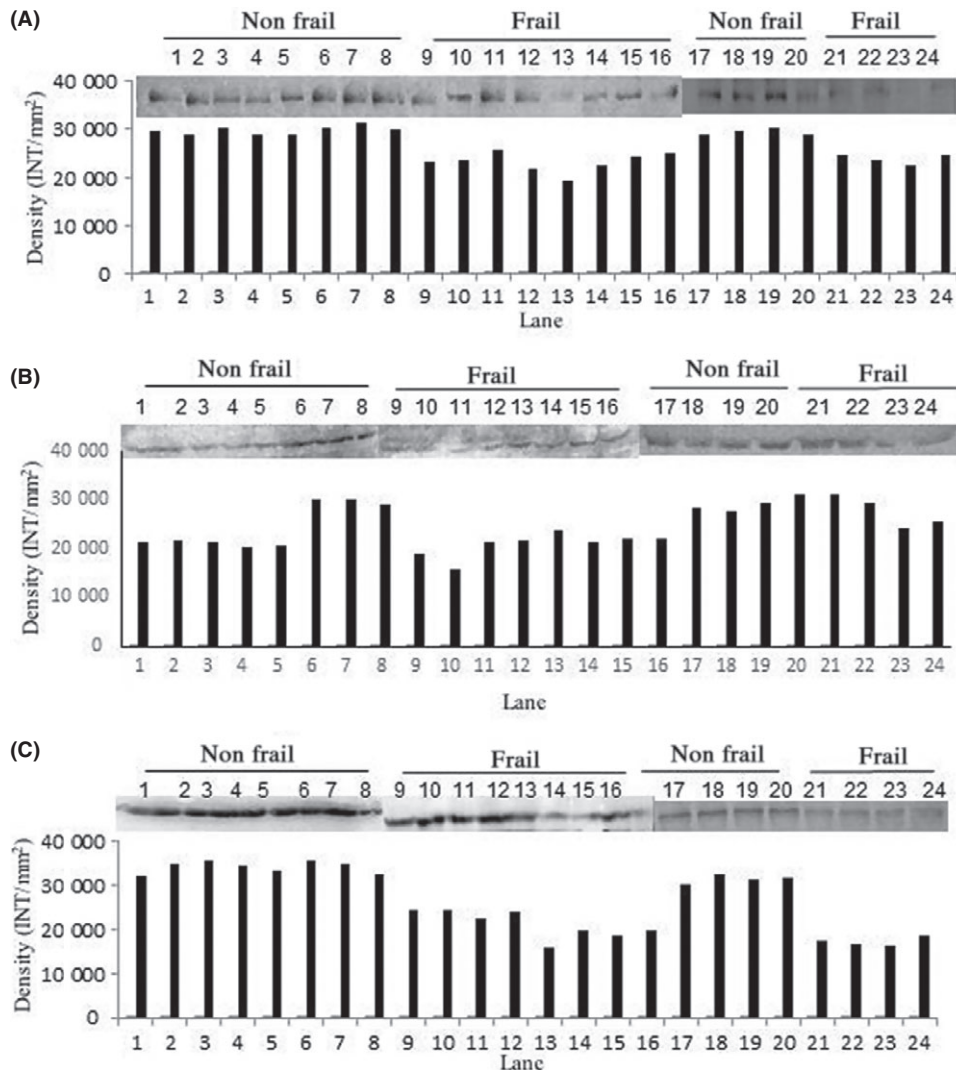 (A)
Non frail Frail Non frail Frail
1 2 3 4 5 6 7 8 9 10 11 12 13 14 15 16 17 18 19 20 21 22 23 24
Density (INT/mm²)
40 000
30 000
20 000
10 000
0
1 2 3 4 5 6 7 8 9 10 11 12 13 14 15 16 17 18 19 20 21 22 23 24
Lane
(B)
Non frail Frail Non frail Frail
1 2 3 4 5 6 7 8 9 10 11 12 13 14 15 16 17 18 19 20 21 22 23 24
Density (INT/mm²)
40 000
30 000
20 000
10 000
0
1 2 3 4 5 6 7 8 9 10 11 12 13 14 15 16 17 18 19 20 21 22 23 24
Lane
(C)
Non frail Frail Non frail Frail
1 2 3 4 5 6 7 8 9 10 11 12 13 14 15 16 17 18 19 20 21 22 23 24
Density (INT/mm²)
40 000
30 000
20 000
10 000
0
1 2 3 4 5 6 7 8 9 10 11 12 13 14 15 16 17 18 19 20 21 22 23 24
Lane